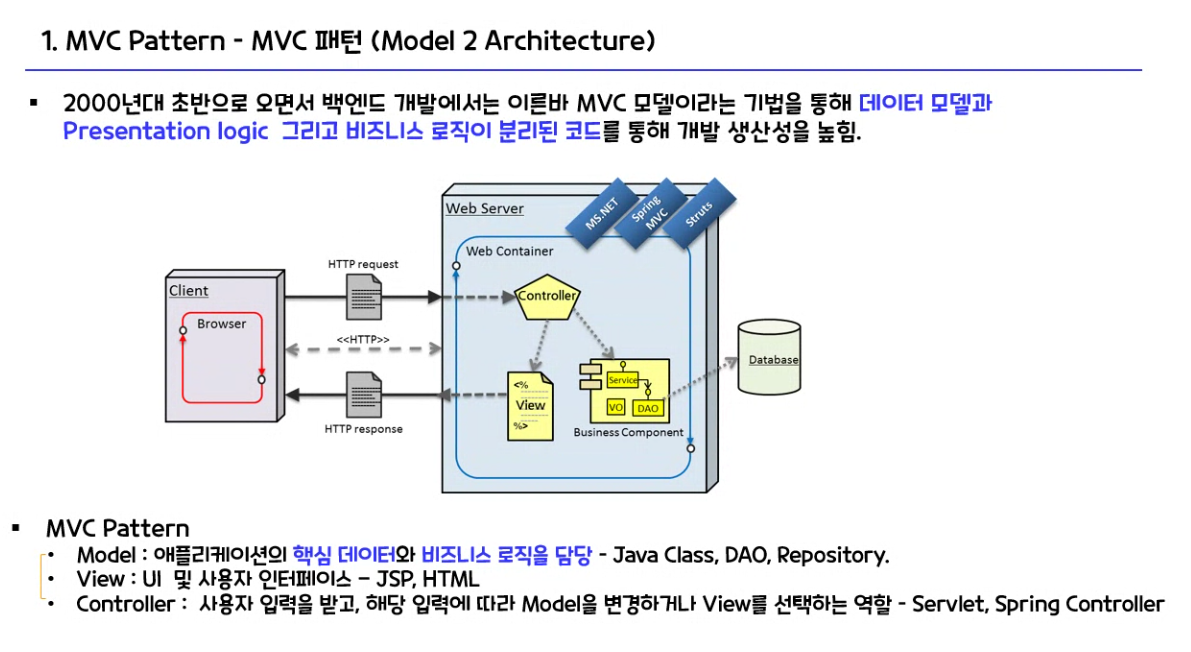 1. MVC Pattern - MVC 패턴 (Model 2 Architecture)
▪ 2000년대 초반으로 오면서 백엔드 개발에서는 이른바 MVC 모델이라는 기법을 통해 데이터 모델과
Presentation logic 그리고 비즈니스 로직이 분리된 코드를 통해 개발 생산성을 높힘.
Web Server
MS.NET
Spring
MVC
Struts
Web Container
HTTP request
Client
Controller
Browser
<<HTTP>>
Database
<%
View
%>
Service
VO
DAO
Business Component
HTTP response
▪ MVC Pattern
• Model : 애플리케이션의 핵심 데이터와 비즈니스 로직을 담당 - Java Class, DAO, Repository.
• View : UI 및 사용자 인터페이스 – JSP, HTML
• Controller : 사용자 입력을 받고, 해당 입력에 따라 Model을 변경하거나 View를 선택하는 역할 - Servlet, Spring Controller